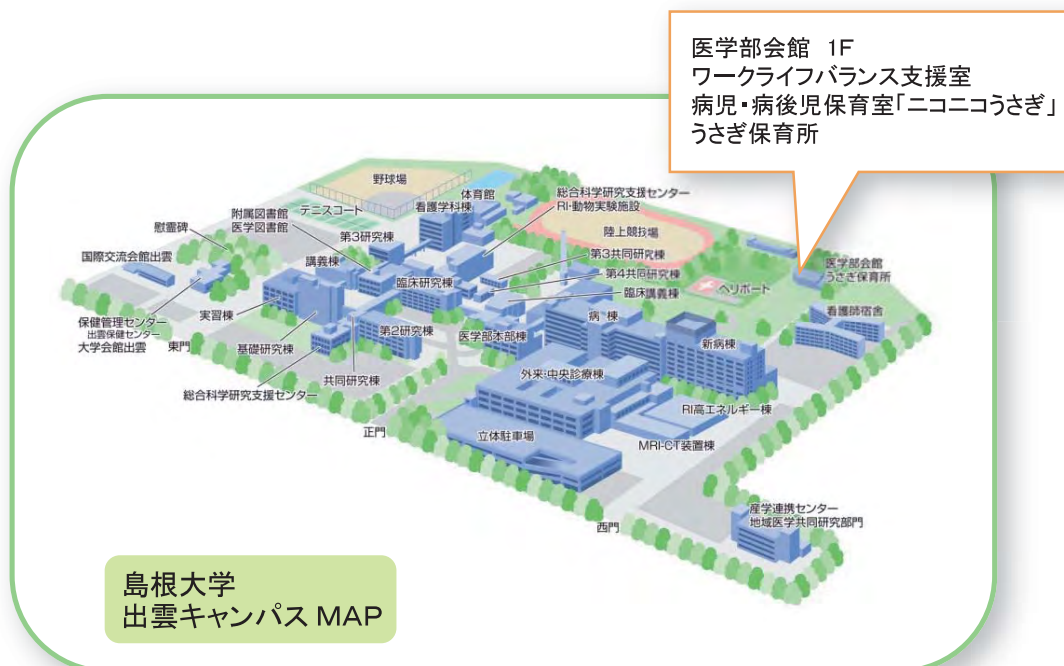 医学部会館 1F
ワークライフバランス支援室
病児・病後児保育室「ニコニコうさぎ」
うさぎ保育所
野球場
体育館
総合科学研究支援センター
RI・動物実験施設
テニスコート
看護学科棟
附属図書館
医学図書館
慰霊碑
第3研究棟
陸上競技場
国際交流会館出雲
講義棟
第3共同研究棟
臨床研究棟
第4共同研究棟
医学部会館
うさぎ保育所
ヘリポート
臨床講義棟
保健管理センター
出雲保健センター
大学会館出雲
実習棟
病 棟
看護師宿舎
東門
基礎研究棟
第2研究棟
医学部本部棟
新病棟
共同研究棟
外来・中央診療棟
総合科学研究支援センター
RI高エネルギー棟
正門
立体駐車場
MRI-CT装置棟
西門
産学連携センター
地域医学共同研究部門
島根大学
出雲キャンパス MAP